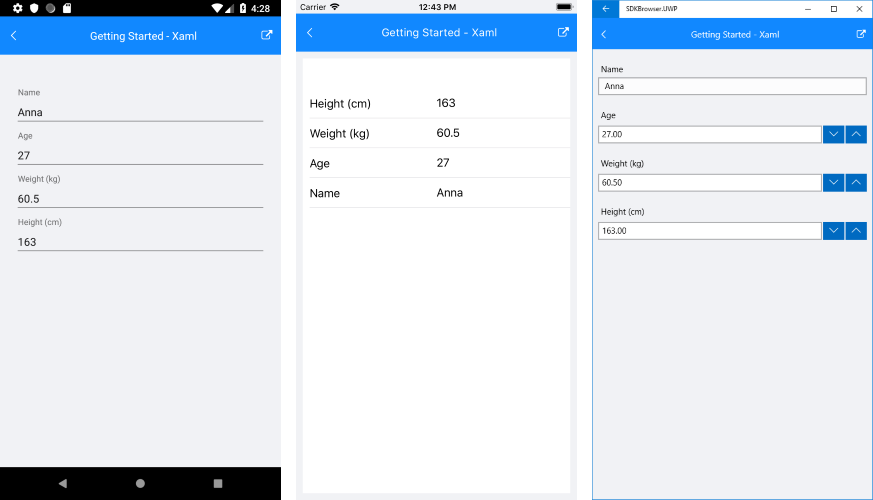 4:28
Getting Started - Xaml
Name
Anna
Age
27
Weight (kg)
60.5
Height (cm)
163
Carrier 12:43 PM
Getting Started - Xaml
Height (cm) 163
Weight (kg) 60.5
Age 27
Name Anna
SDKBrowser.UWP
Getting Started - Xaml
Name
Anna
Age
27.00
Weight (kg)
60.50
Height (cm)
163.00